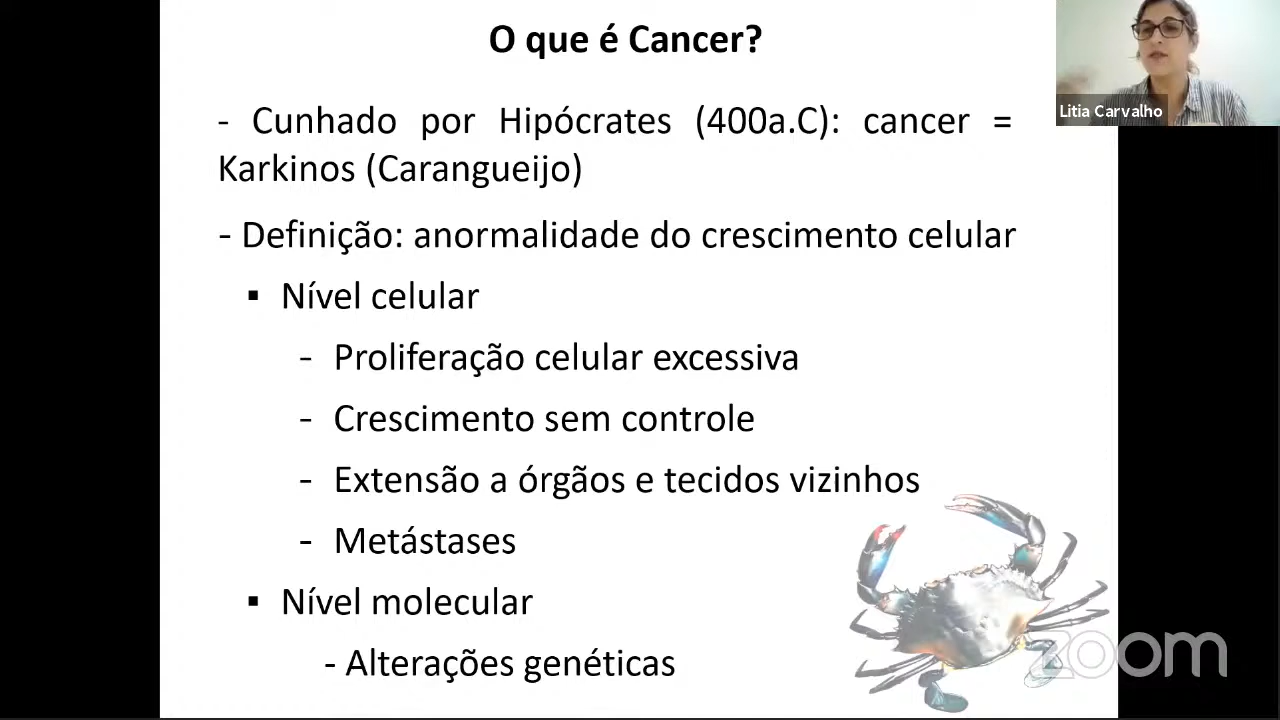 O que é Cancer?
- Cunhado por Hipócrates (400a.C): cancer =
Karkinos (Carangueijo)
- Definição: anormalidade do crescimento celular
▪ Nível celular
- Proliferação celular excessiva
- Crescimento sem controle
- Extensão a órgãos e tecidos vizinhos
- Metástases
▪ Nível molecular
- Alterações genéticas
Litia Carvalho
zoom